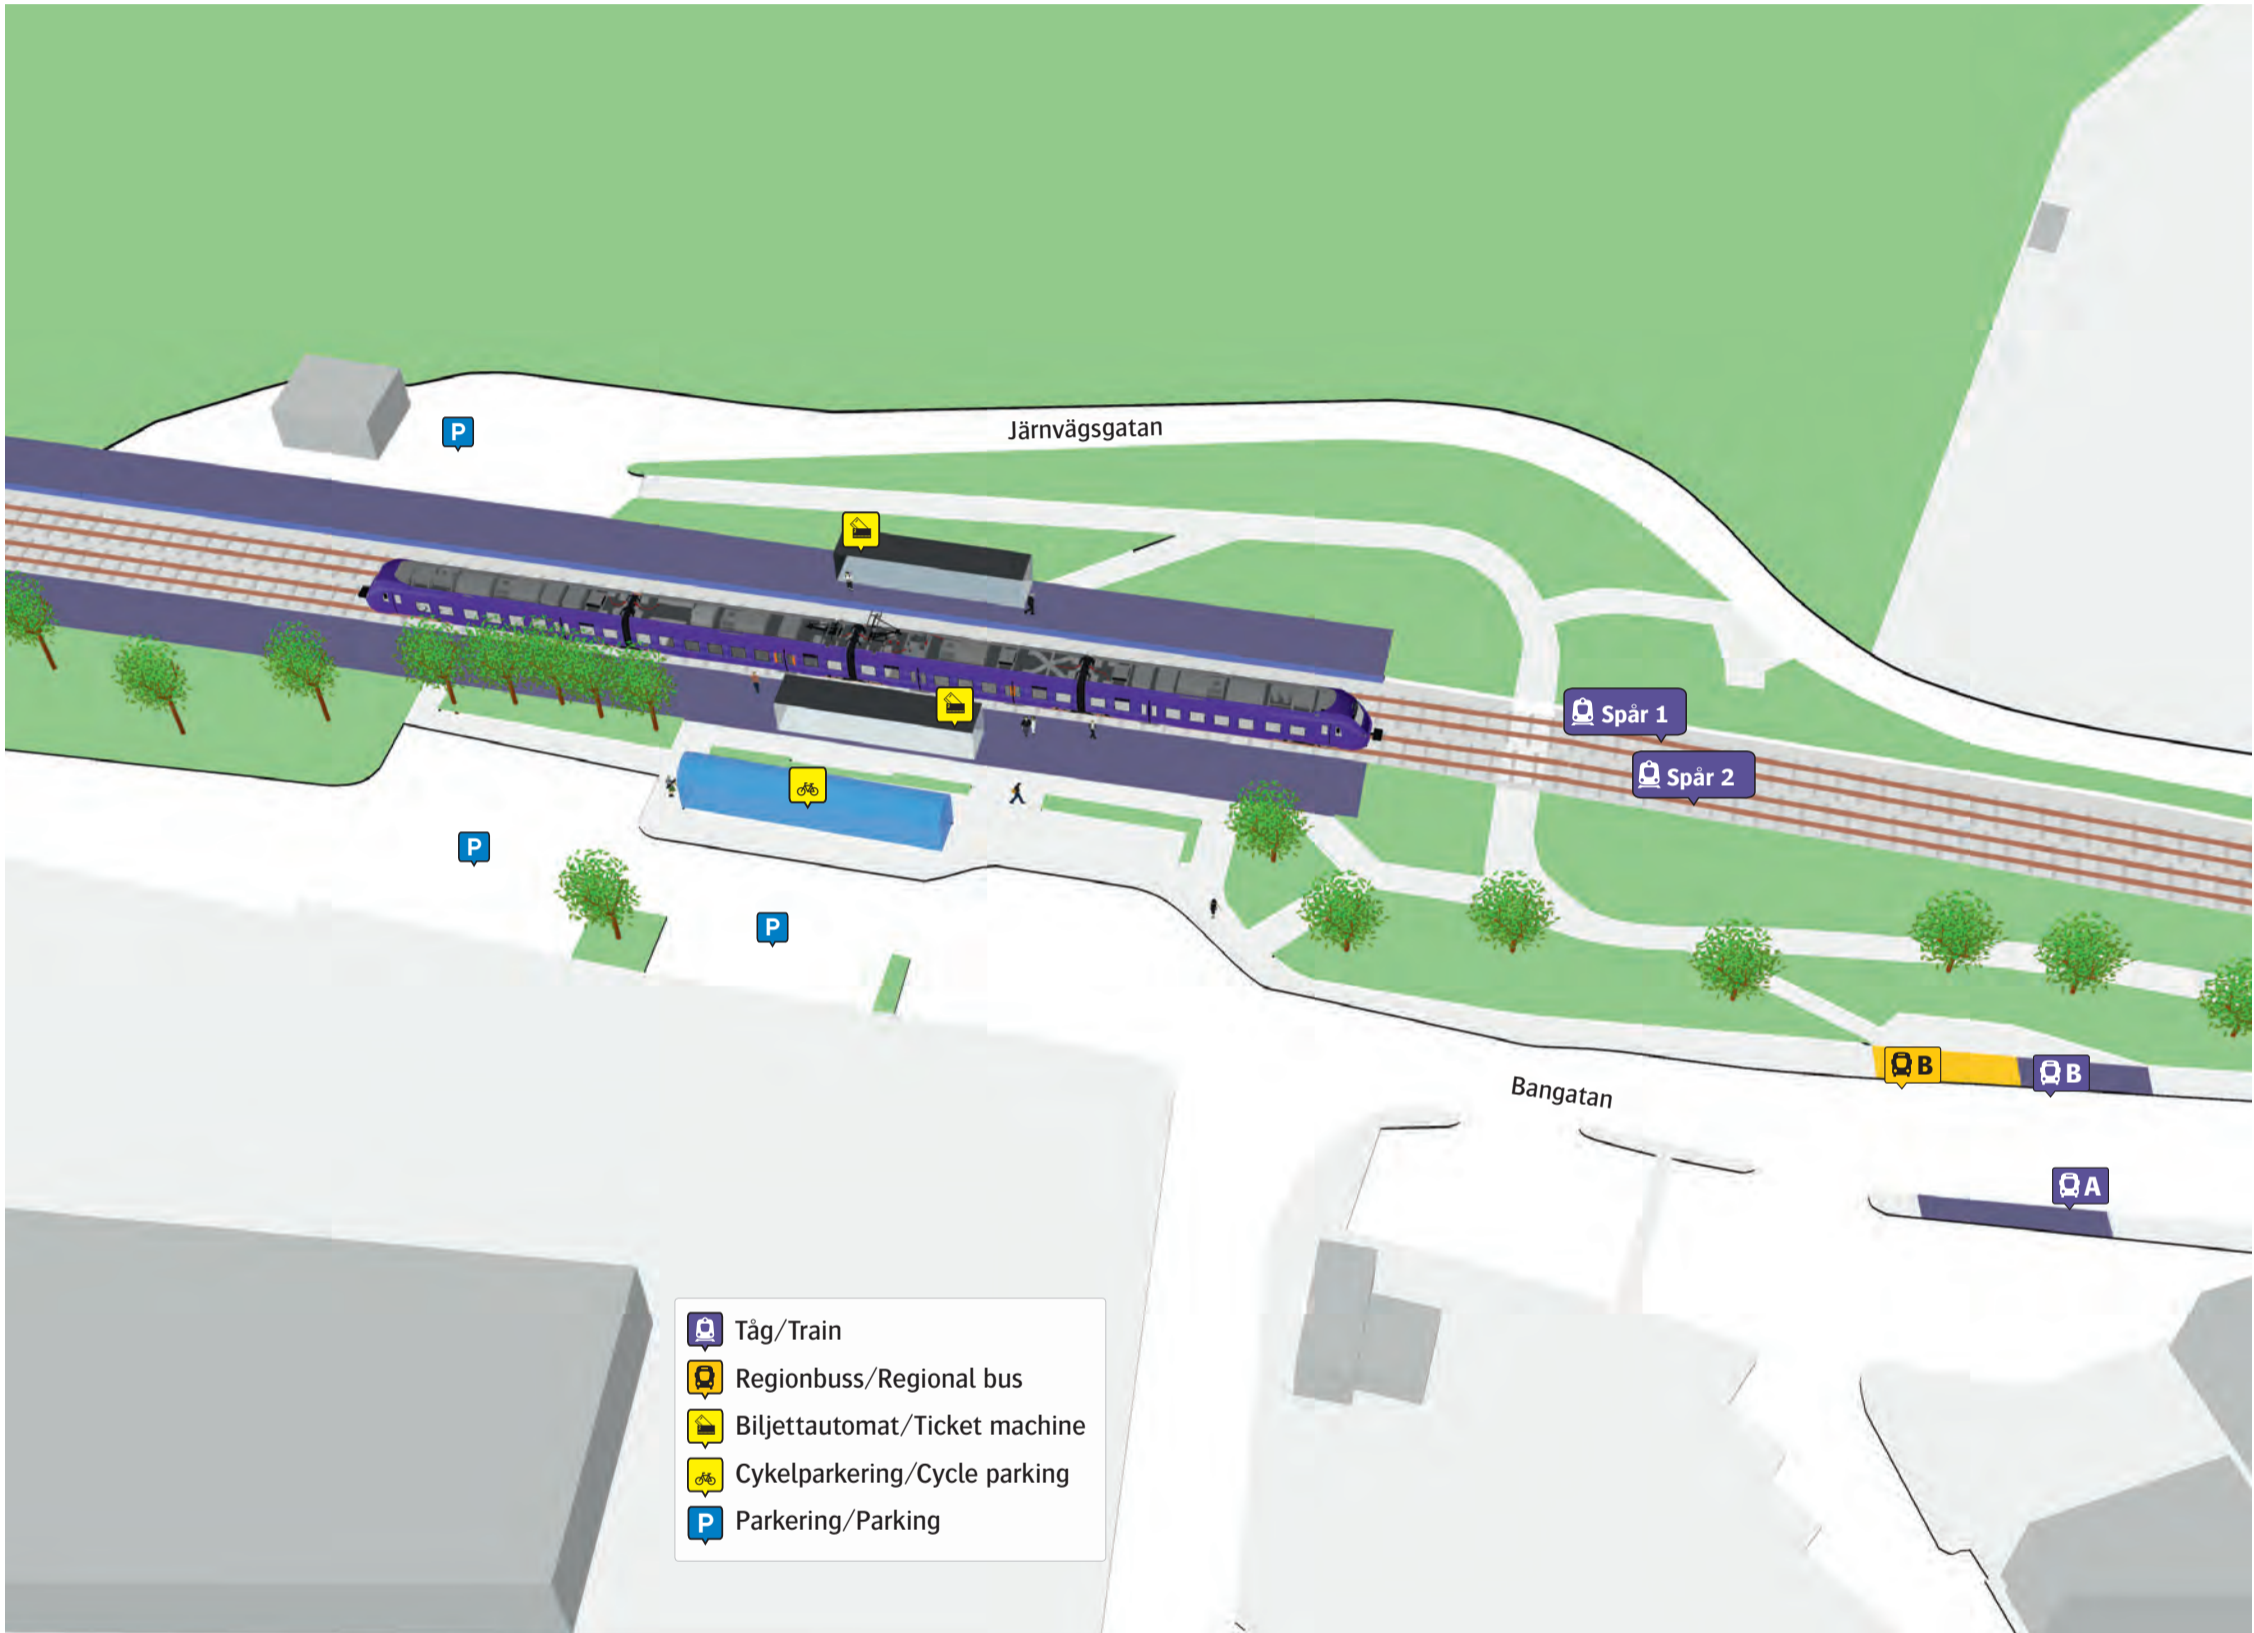 P
Järnvägsgatan
Spår 1
Spår 2
P
P
B
B
Bangatan
A
Tåg/Train
Regionbuss/Regional bus
Biljettautomat/Ticket machine
Cykelparkering/Cycle parking
P Parkering/Parking